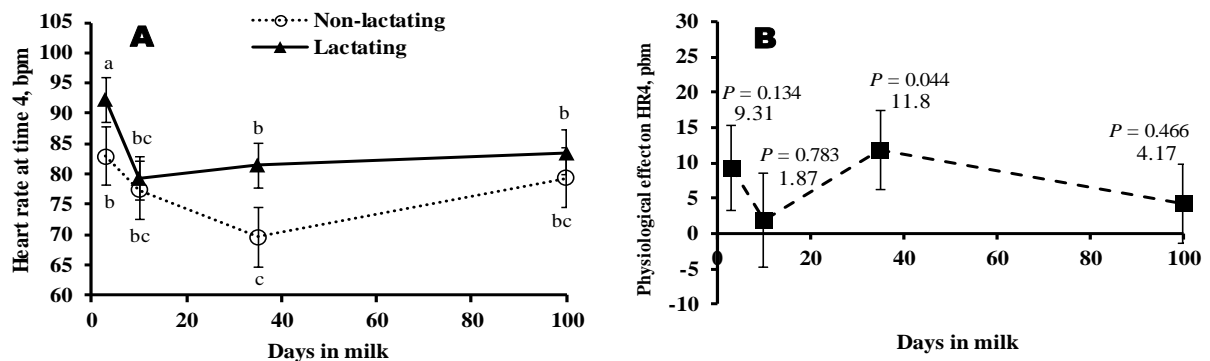 A
Non-lactating
Lactating
Heart rate at time 4, bpm
105
100
95
90
85
80
75
70
65
60
a
b
bc
bc
b
c
b
bc
0
20
40
60
80
100
Days in milk
B
Physiological effect on HR4, pbm
30
25
20
15
10
5
0
-5
-10
P = 0.134
9.31
P = 0.783
1.87
P = 0.044
11.8
P = 0.466
4.17
0
20
40
60
80
100
Days in milk